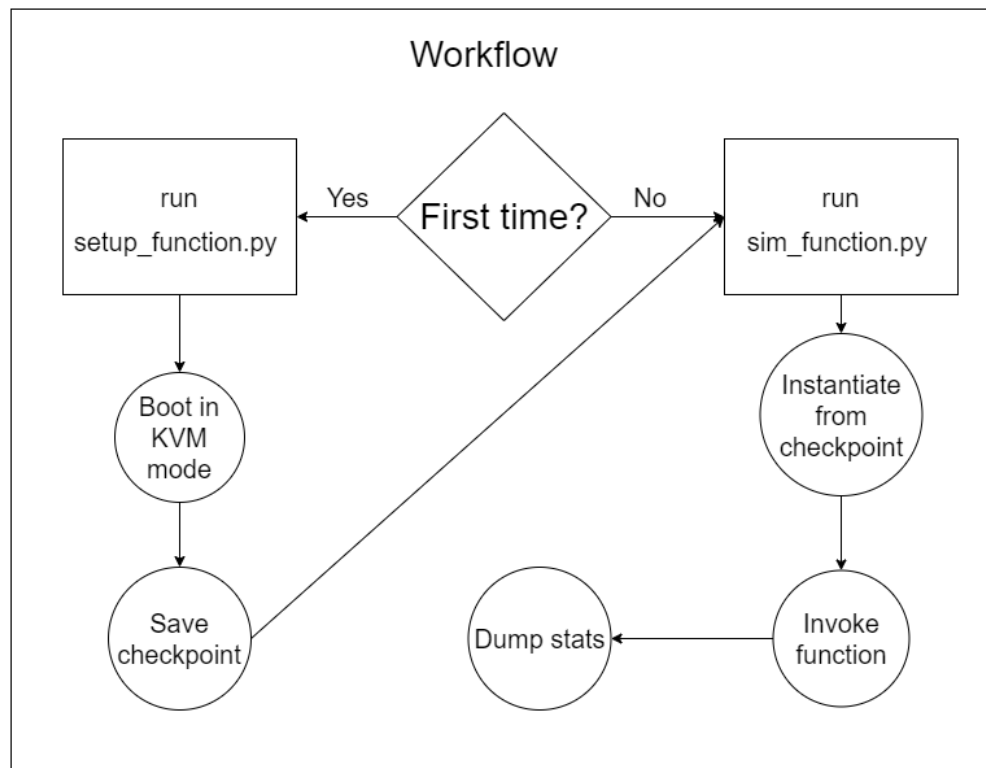 Workflow
run
setup_function.py
Yes
First time?
No
run
sim_function.py
Boot in
KVM
mode
Instantiate
from
checkpoint
Save
checkpoint
Dump stats
Invoke
function